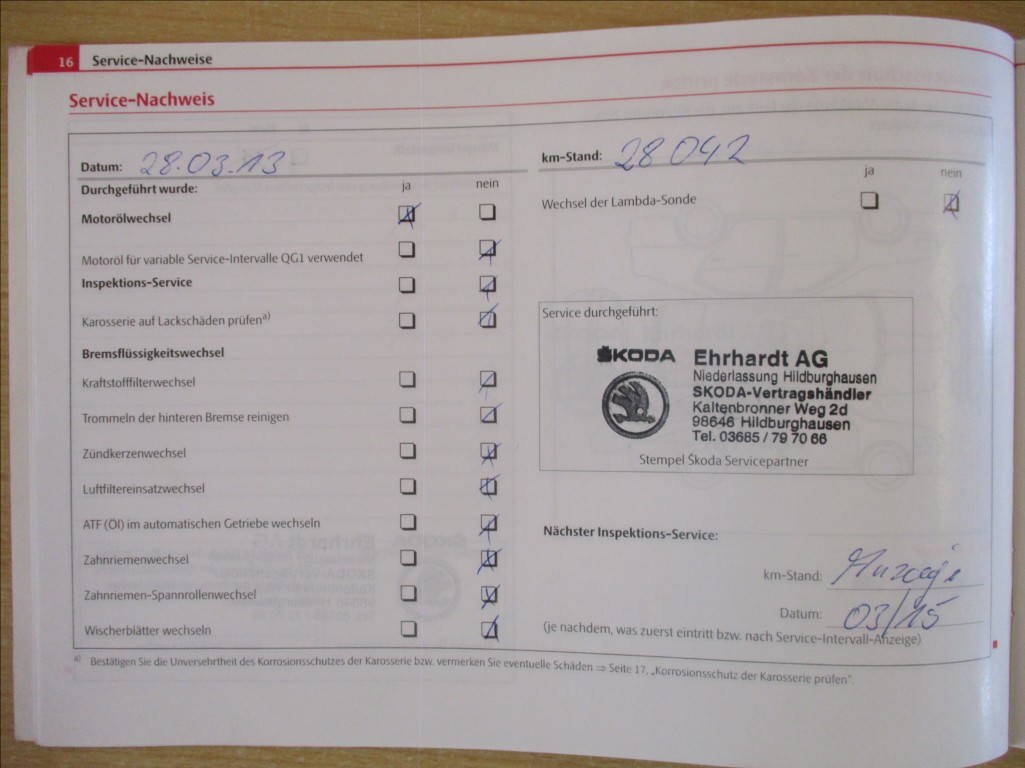 16 Service-Nachweise
Service-Nachweis
Datum: 28.03.13
Durchgeführt wurde: ja nein
Motorölwechsel
Motoröl für variable Service-Intervalle QG1 verwendet
Inspektions-Service
Karosserie auf Lackschäden prüfen a)
Bremsflüssigkeitswechsel
Kraftstofffilterwechsel
Trommeln der hinteren Bremse reinigen
Zündkerzenwechsel
Luftfiltereinsatzwechsel
ATF (Öl) im automatischen Getriebe wechseln
Zahnriemenwechsel
Zahnriemen-Spannrollenwechsel
Wischerblätter wechseln
km-Stand: 28 042
ja nein
Wechsel der Lambda-Sonde
Service durchgeführt:
ŠKODA
Ehrhardt AG
Niederlassung Hildburghausen
SKODA-Vertragshändler
Kaltenbronner Weg 2d
98646 Hildburghausen
Tel. 03685 / 79 70 66
Stempel Škoda Servicepartner
Nächster Inspektions-Service:
km-Stand: Anzeige
Datum: 03/15
(je nachdem, was zuerst eintritt bzw. nach Service-Intervall-Anzeige)
a) Bestätigen Sie die Unversehrtheit des Korrosionsschutzes der Karosserie bzw. vermerken Sie eventuelle Schäden ⇒ Seite 17, „Korrosionsschutz der Karosserie prüfen".